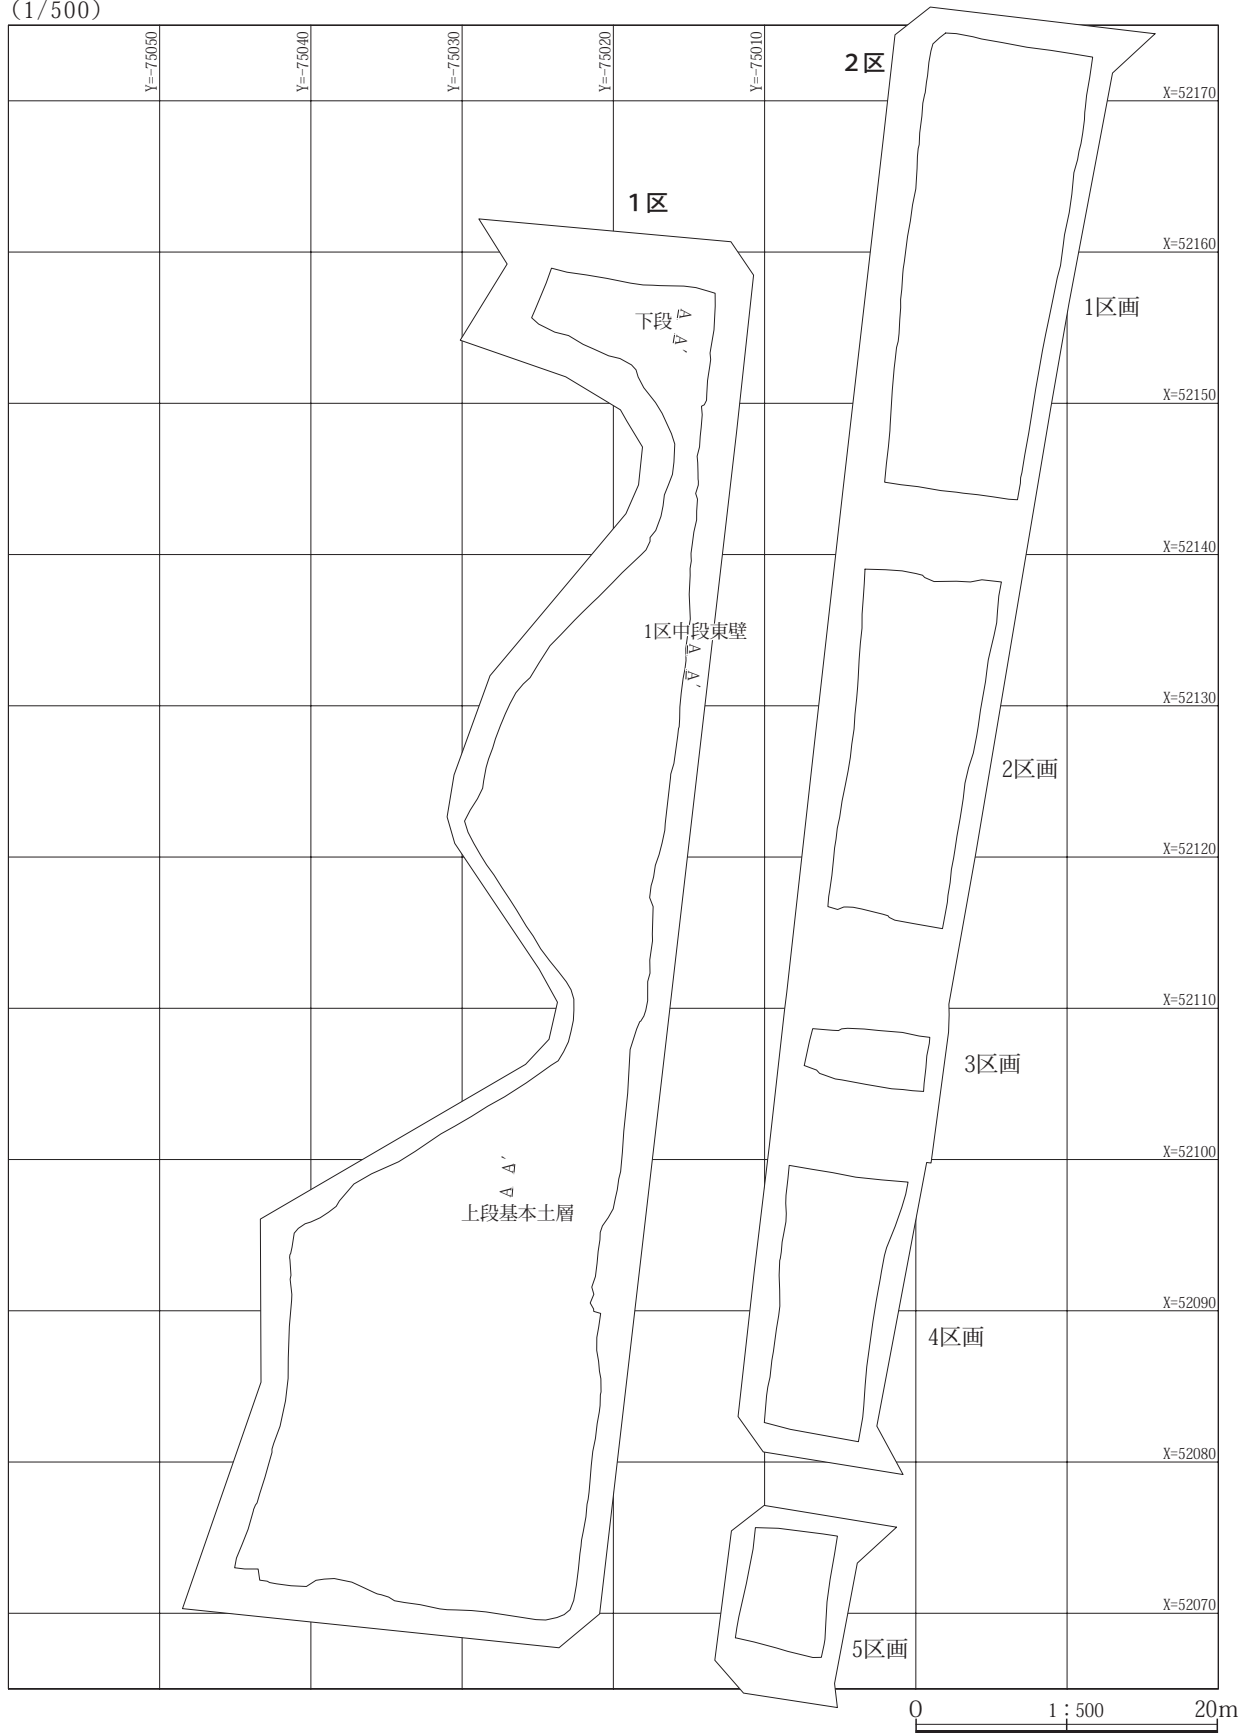 (1/500)
Y=-75050
Y=-75040
Y=-75030
Y=-75020
Y=-75010
2区
X=52170
1区
X=52160
1区画
下段
A
A'
X=52150
X=52140
1区中段東壁
A
A'
X=52130
2区画
X=52120
X=52110
3区画
X=52100
A'
A
上段基本土層
X=52090
4区画
X=52080
X=52070
5区画
0 1:500 20m